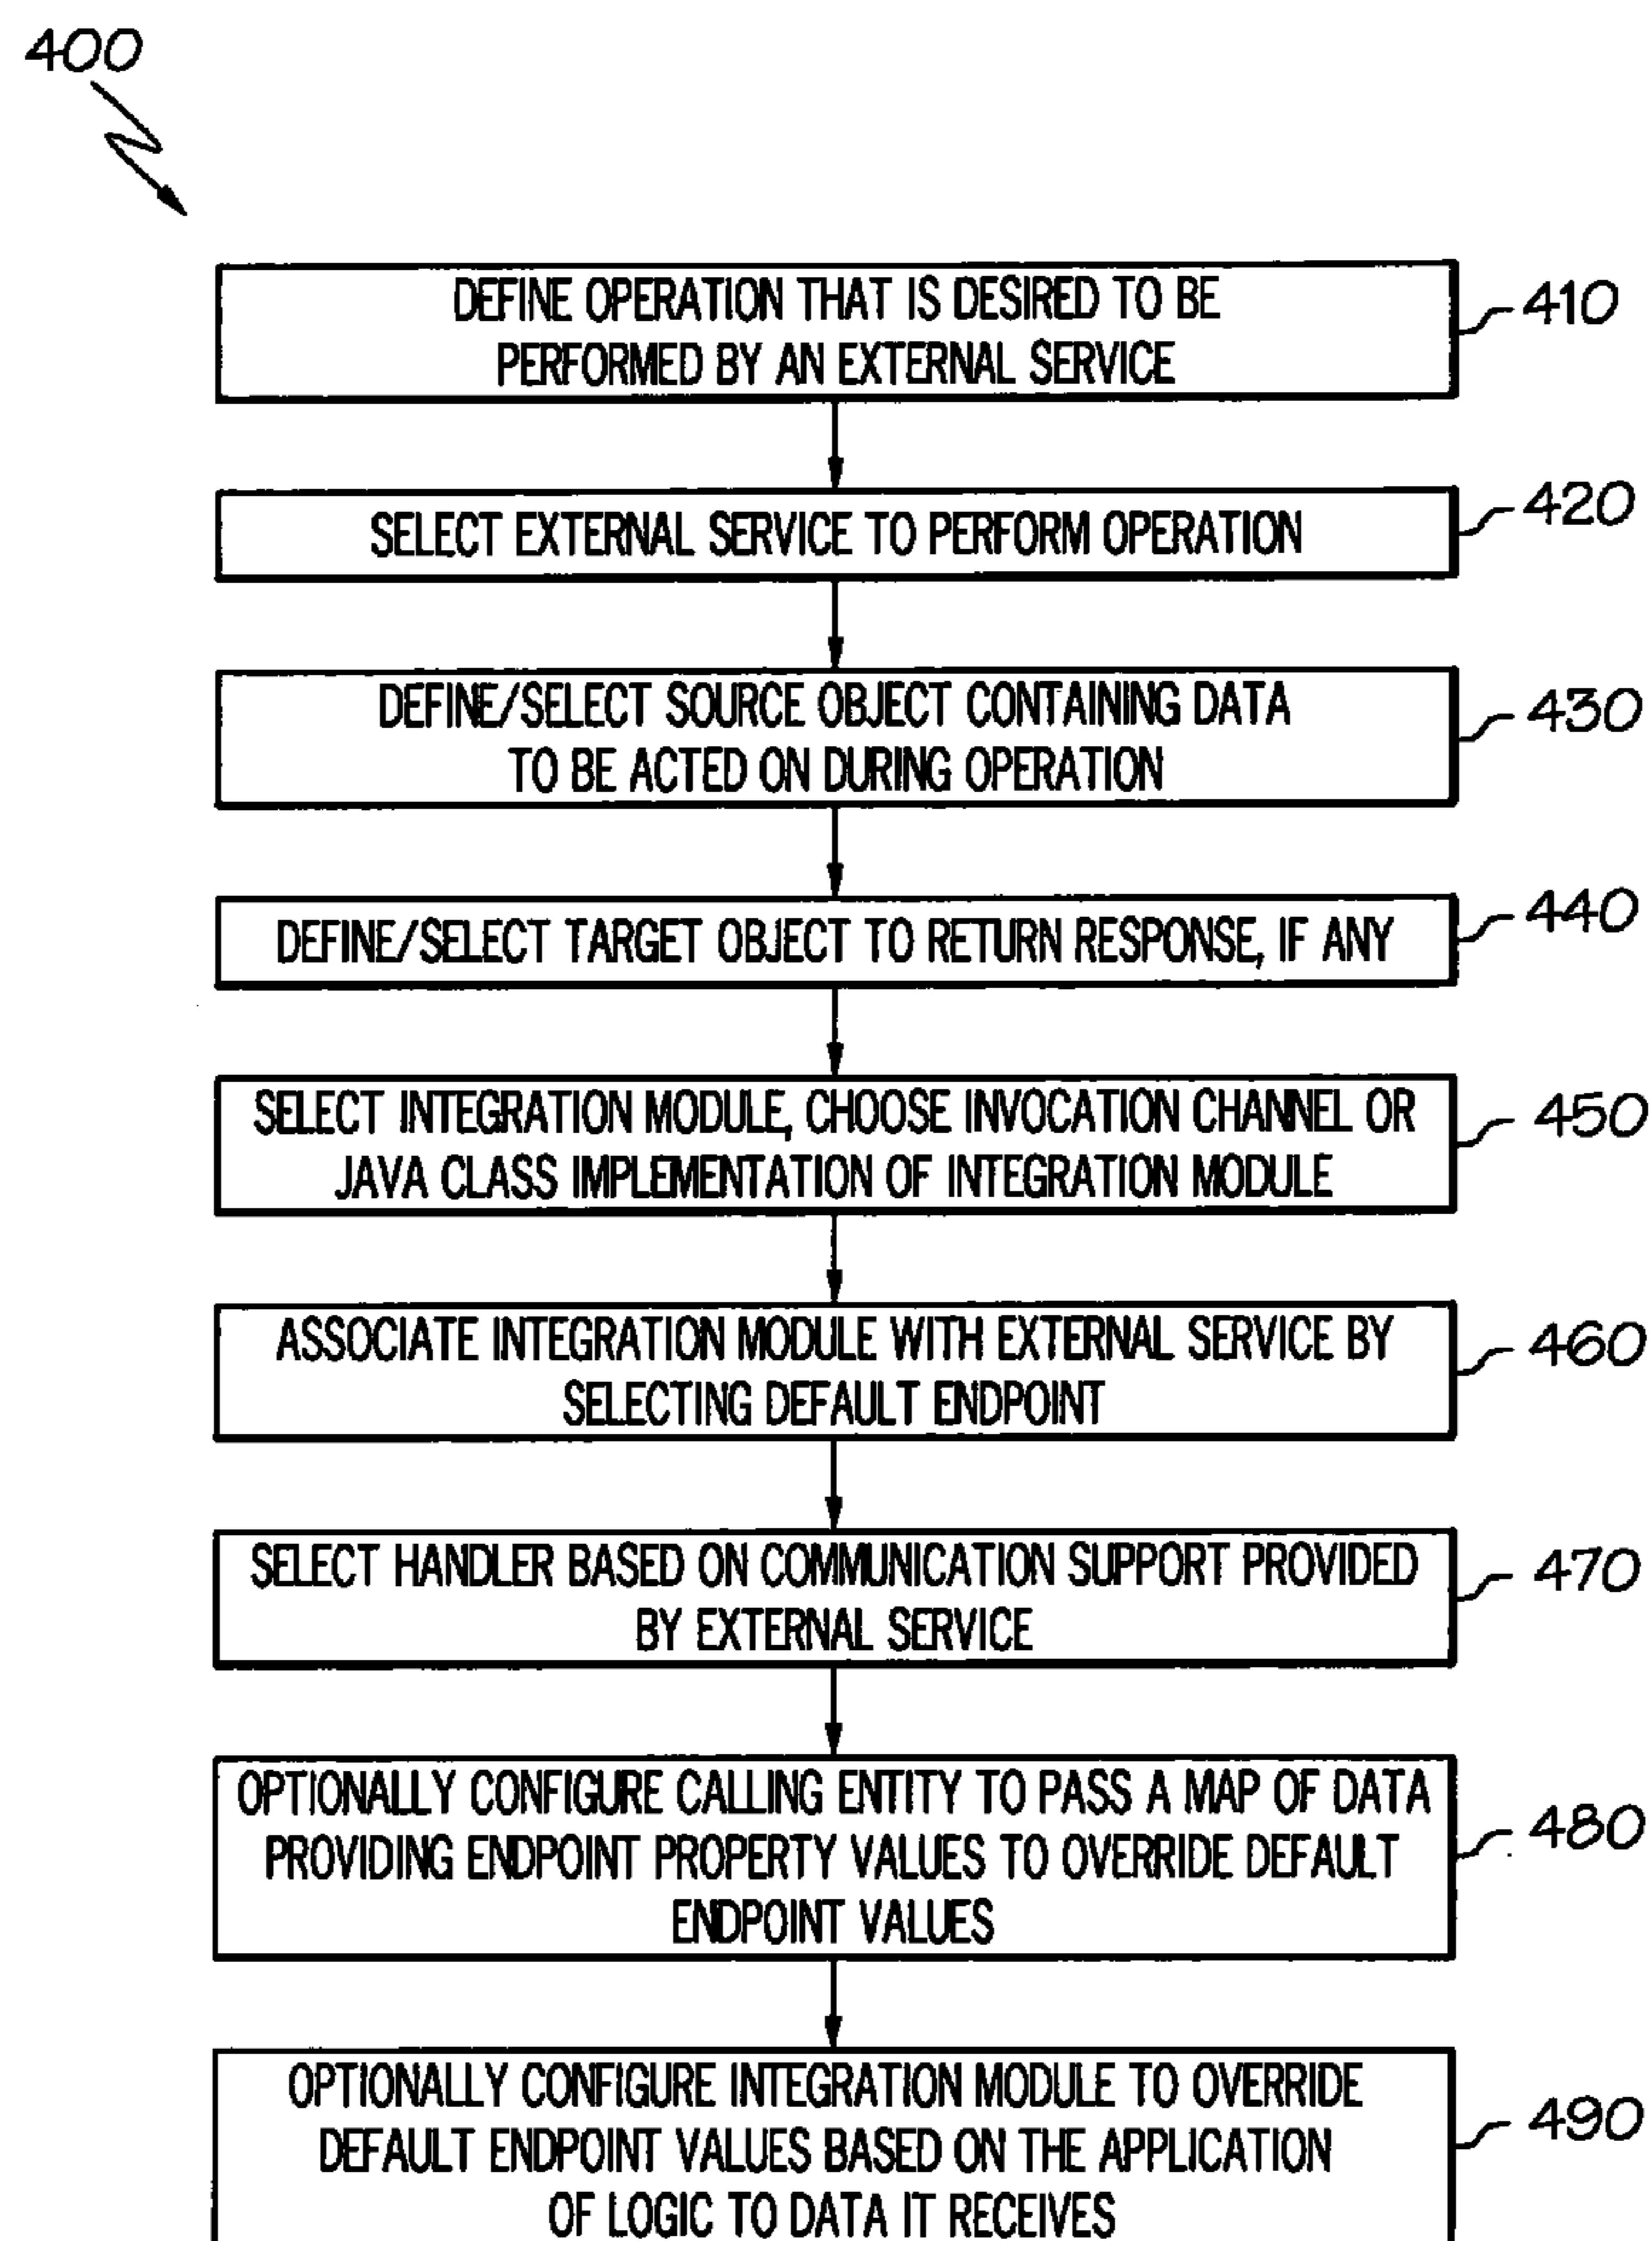 400
DEFINE OPERATION THAT IS DESIRED TO BE
PERFORMED BY AN EXTERNAL SERVICE
410
SELECT EXTERNAL SERVICE TO PERFORM OPERATION
420
DEFINE/SELECT SOURCE OBJECT CONTAINING DATA
TO BE ACTED ON DURING OPERATION
430
DEFINE/SELECT TARGET OBJECT TO RETURN RESPONSE, IF ANY
440
SELECT INTEGRATION MODULE, CHOOSE INVOCATION CHANNEL OR
JAVA CLASS IMPLEMENTATION OF INTEGRATION MODULE
450
ASSOCIATE INTEGRATION MODULE WITH EXTERNAL SERVICE BY
SELECTING DEFAULT ENDPOINT
460
SELECT HANDLER BASED ON COMMUNICATION SUPPORT PROVIDED
BY EXTERNAL SERVICE
470
OPTIONALLY CONFIGURE CALLING ENTITY TO PASS A MAP OF DATA
PROVIDING ENDPOINT PROPERTY VALUES TO OVERRIDE DEFAULT
ENDPOINT VALUES
480
OPTIONALLY CONFIGURE INTEGRATION MODULE TO OVERRIDE
DEFAULT ENDPOINT VALUES BASED ON THE APPLICATION
OF LOGIC TO DATA IT RECEIVES
490